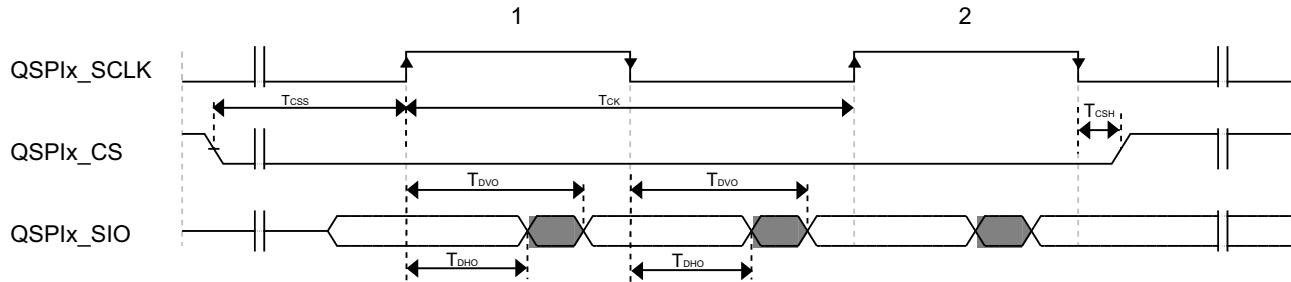 1 2
QSPIx_SCLK
TCSS TCK TCSH
QSPIx_CS
TDVO TDVO
QSPIx_SIO
TDHO TDHO